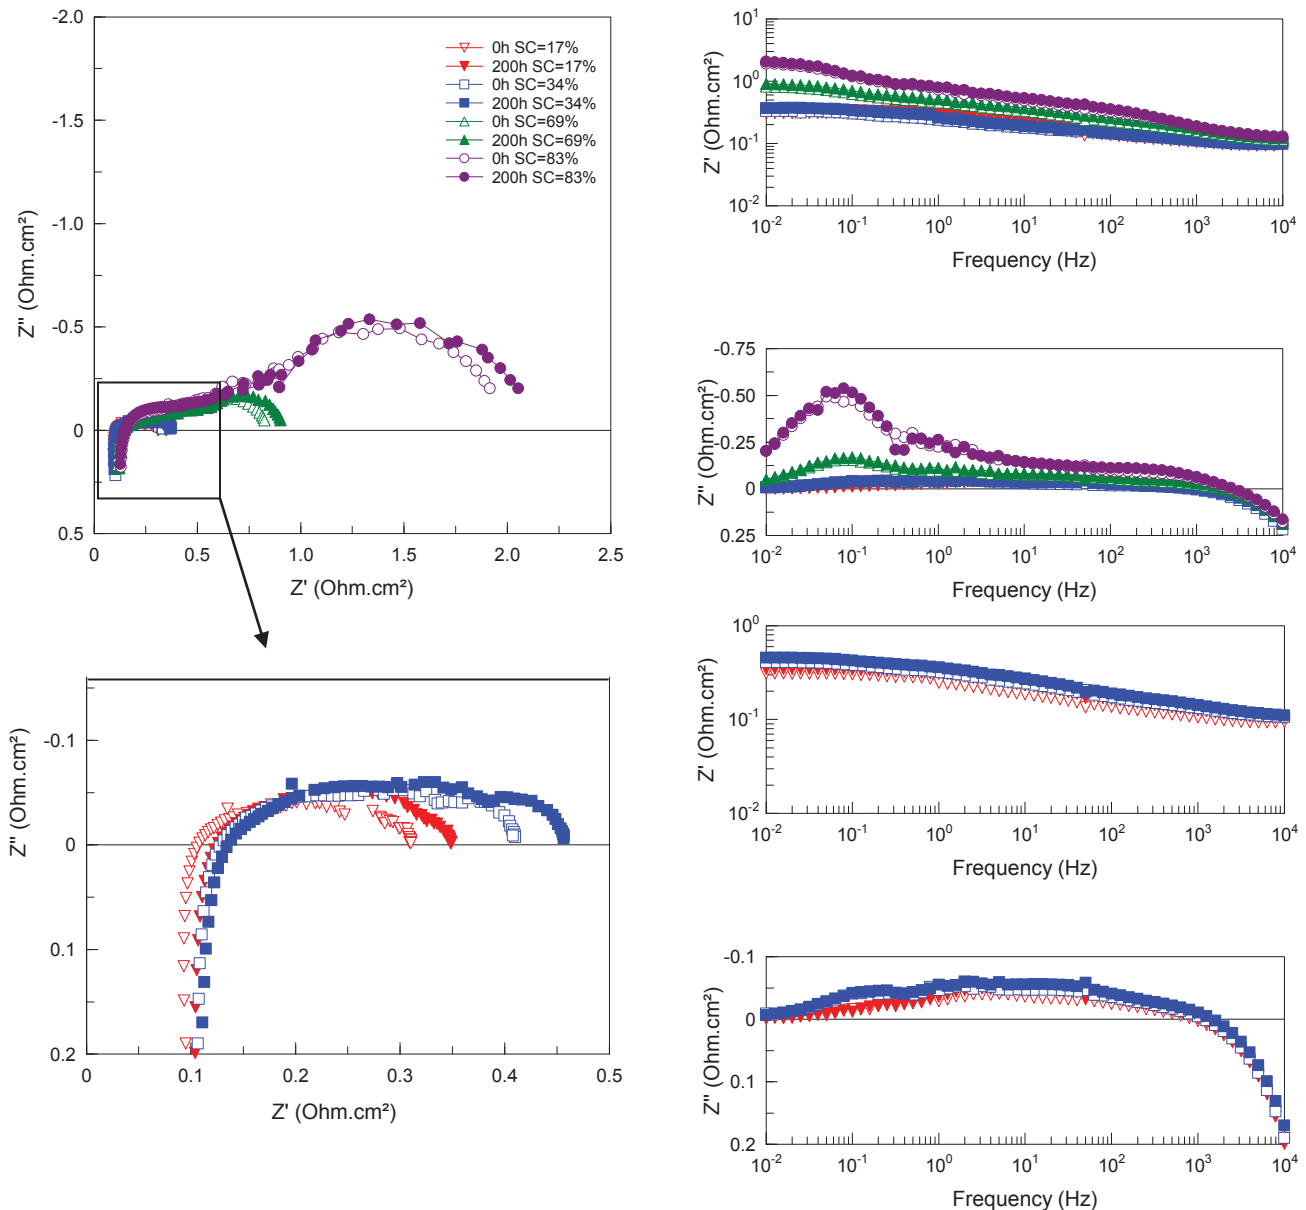 -2.0
-1.5
-1.0
-0.5
0
0.5
Z" (Ohm.cm²)
0h SC=17%
200h SC=17%
0h SC=34%
200h SC=34%
0h SC=69%
200h SC=69%
0h SC=83%
200h SC=83%
0 0.5 1.0 1.5 2.0 2.5
Z' (Ohm.cm²)
10¹
10⁰
10⁻¹
10⁻²
Z' (Ohm.cm²)
10⁻² 10⁻¹ 10⁰ 10¹ 10² 10³ 10⁴
Frequency (Hz)
-0.75
-0.50
-0.25
0
0.25
Z" (Ohm.cm²)
10⁻² 10⁻¹ 10⁰ 10¹ 10² 10³ 10⁴
Frequency (Hz)
-0.1
0
0.1
0.2
Z" (Ohm.cm²)
0 0.1 0.2 0.3 0.4 0.5
Z' (Ohm.cm²)
10⁰
10⁻¹
10⁻²
Z' (Ohm.cm²)
10⁻² 10⁻¹ 10⁰ 10¹ 10² 10³ 10⁴
Frequency (Hz)
-0.1
0
0.1
0.2
Z" (Ohm.cm²)
10⁻² 10⁻¹ 10⁰ 10¹ 10² 10³ 10⁴
Frequency (Hz)